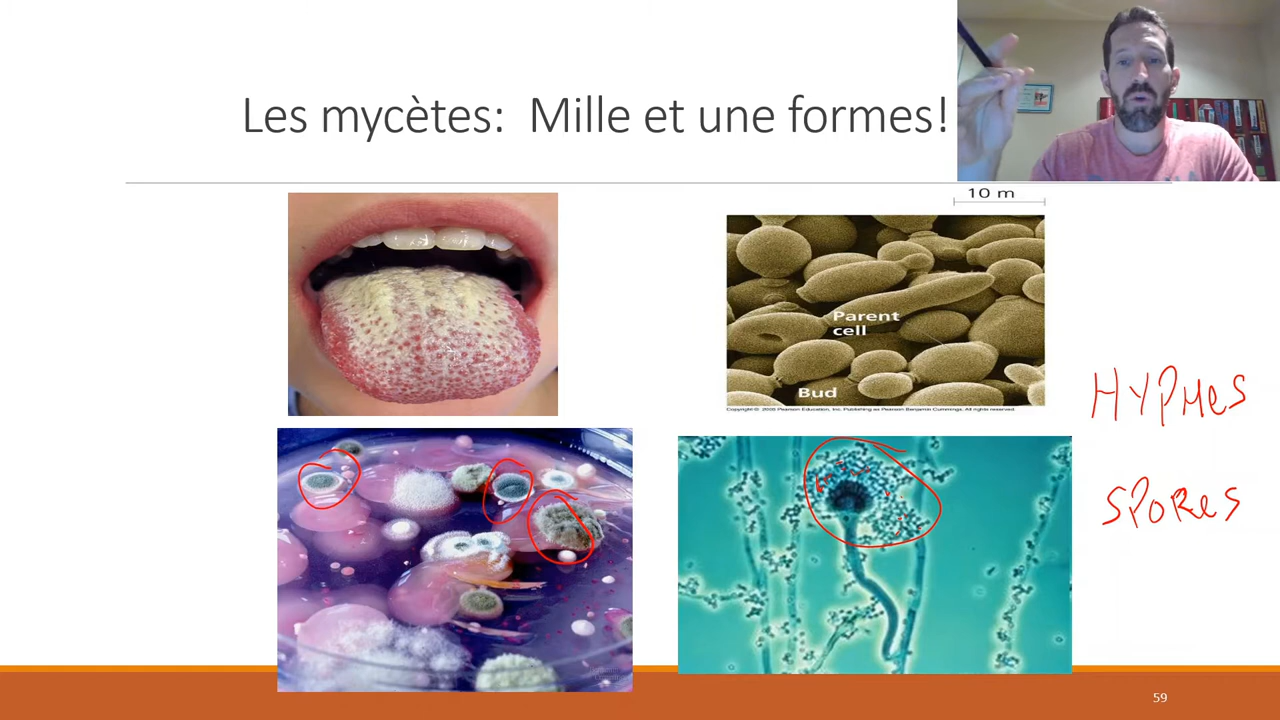 Les mycètes: Mille et une formes!
10 m
Parent
cell
Bud
Copyright © 2005 Pearson Education, Inc. Publishing as Pearson Benjamin Cummings. All rights reserved.
HYPHES
SPORES
59